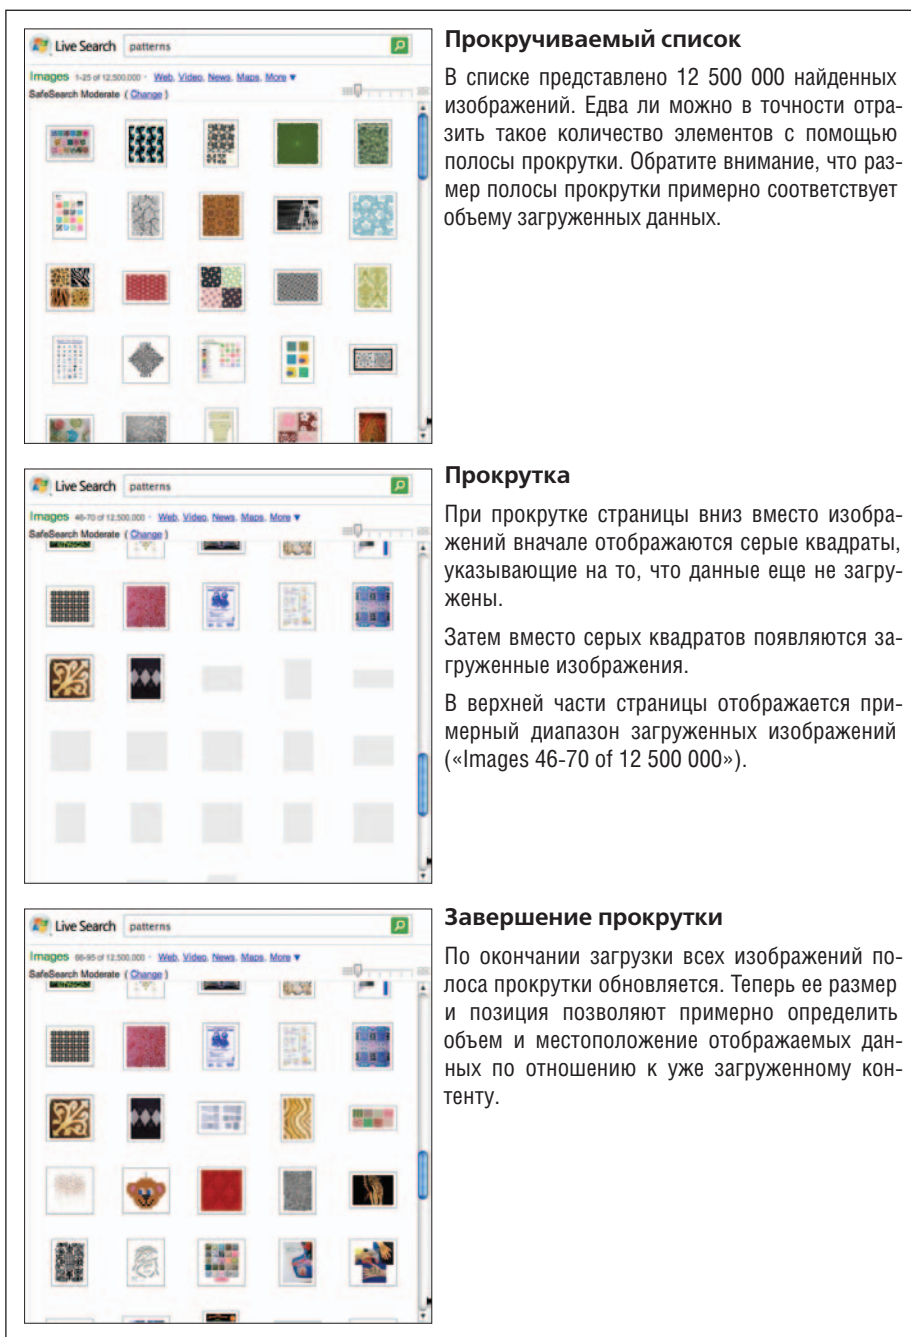 Live Search patterns
Images 1-25 of 12.500.000 · Web, Video, News, Maps, More ▼
SafeSearch Moderate ( Change )
Прокручиваемый список
В списке представлено 12 500 000 найденных
изображений. Едва ли можно в точности отра-
зить такое количество элементов с помощью
полосы прокрутки. Обратите внимание, что раз-
мер полосы прокрутки примерно соответствует
объему загруженных данных.
Live Search patterns
Images 46-70 of 12.500.000 · Web, Video, News, Maps, More ▼
SafeSearch Moderate ( Change )
Прокрутка
При прокрутке страницы вниз вместо изобра-
жений вначале отображаются серые квадраты,
указывающие на то, что данные еще не загру-
жены.
Затем вместо серых квадратов появляются за-
груженные изображения.
В верхней части страницы отображается при-
мерный диапазон загруженных изображений
(«Images 46-70 of 12 500 000»).
Live Search patterns
Images 66-95 of 12.500.000 · Web, Video, News, Maps, More ▼
SafeSearch Moderate ( Change )
Завершение прокрутки
По окончании загрузки всех изображений по-
лоса прокрутки обновляется. Теперь ее размер
и позиция позволяют примерно определить
объем и местоположение отображаемых дан-
ных по отношению к уже загруженному кон-
тенту.